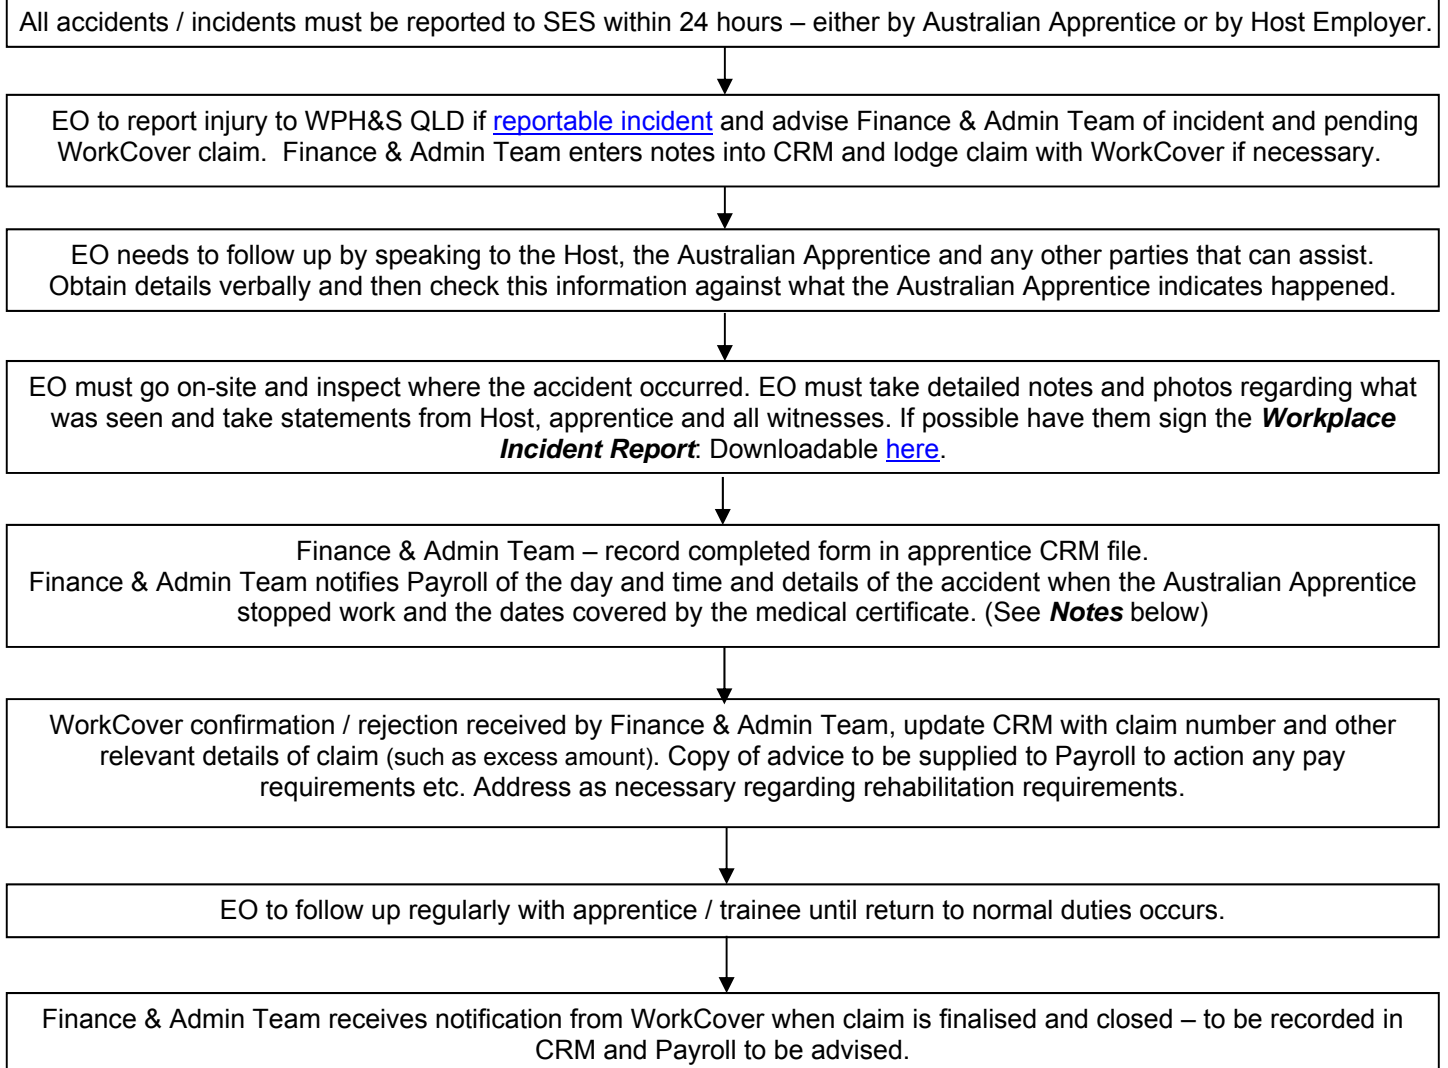 All accidents / incidents must be reported to SES within 24 hours – either by Australian Apprentice or by Host Employer.
EO to report injury to WPH&S QLD if reportable incident and advise Finance & Admin Team of incident and pending
WorkCover claim.  Finance & Admin Team enters notes into CRM and lodge claim with WorkCover if necessary.
EO needs to follow up by speaking to the Host, the Australian Apprentice and any other parties that can assist.
Obtain details verbally and then check this information against what the Australian Apprentice indicates happened.
EO must go on-site and inspect where the accident occurred. EO must take detailed notes and photos regarding what
was seen and take statements from Host, apprentice and all witnesses. If possible have them sign the Workplace
Incident Report: Downloadable here.
Finance & Admin Team – record completed form in apprentice CRM file.
Finance & Admin Team notifies Payroll of the day and time and details of the accident when the Australian Apprentice
stopped work and the dates covered by the medical certificate. (See Notes below)
WorkCover confirmation / rejection received by Finance & Admin Team, update CRM with claim number and other
relevant details of claim (such as excess amount). Copy of advice to be supplied to Payroll to action any pay
requirements etc. Address as necessary regarding rehabilitation requirements.
EO to follow up regularly with apprentice / trainee until return to normal duties occurs.
Finance & Admin Team receives notification from WorkCover when claim is finalised and closed – to be recorded in
CRM and Payroll to be advised.